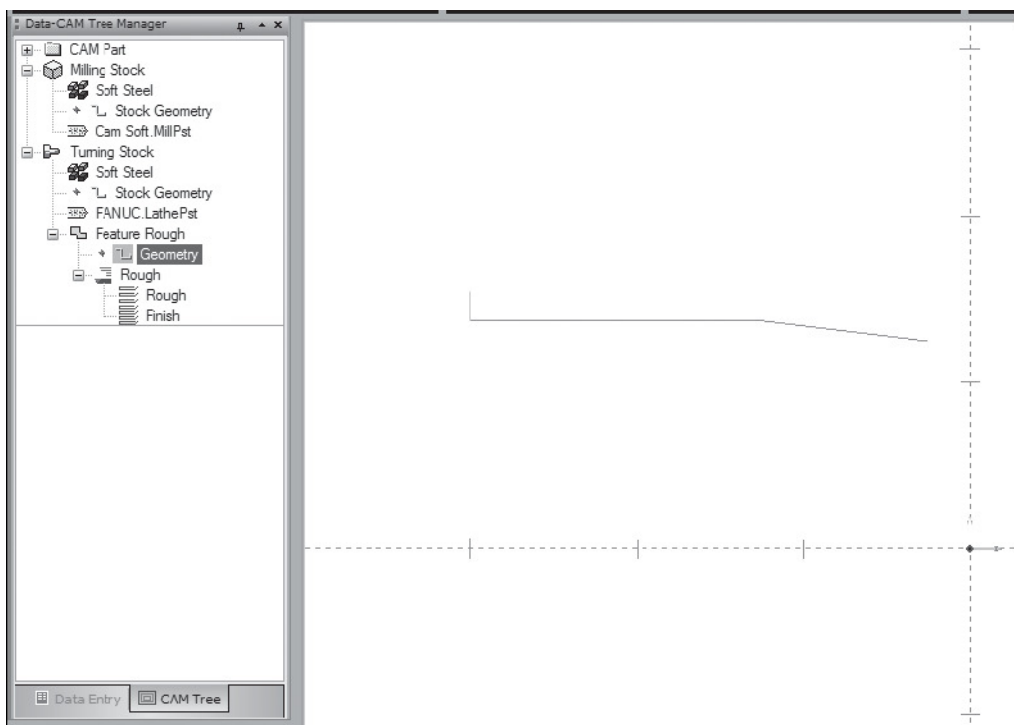 Data-CAM Tree Manager
CAM Part
Milling Stock
Soft Steel
Stock Geometry
Cam Soft.MillPst
Turning Stock
Soft Steel
Stock Geometry
FANUC.LathePst
Feature Rough
Geometry
Rough
Rough
Finish
Data Entry
CAM Tree